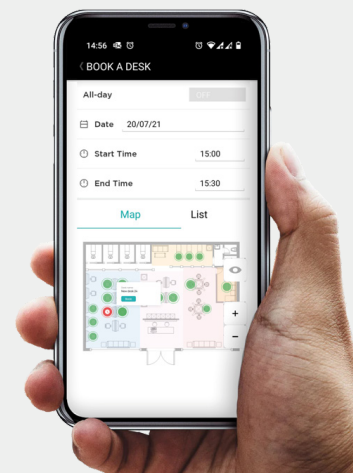 14:56
BOOK A DESK
All-day OFF
Date 20/07/21
Start Time 15:00
End Time 15:30
Map List
+
-